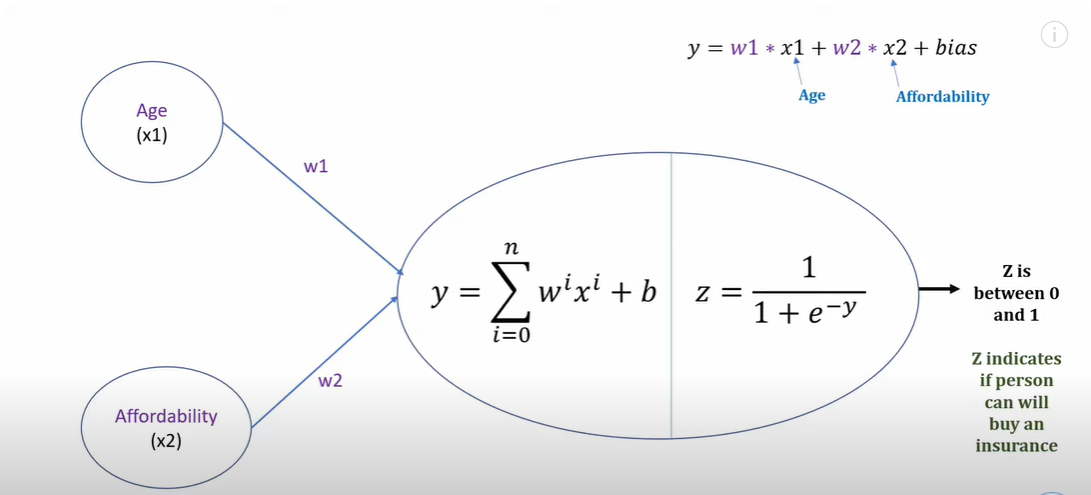 y = w1 ∗ x1 + w2 ∗ x2 + bias
i
Age
Affordability
Age
(x1)
w1
n
y = ∑ wⁱxⁱ + b
i=0
z = 1 / (1 + e⁻ʸ)
Z is
between 0
and 1
w2
Affordability
(x2)
Z indicates
if person
can will
buy an
insurance